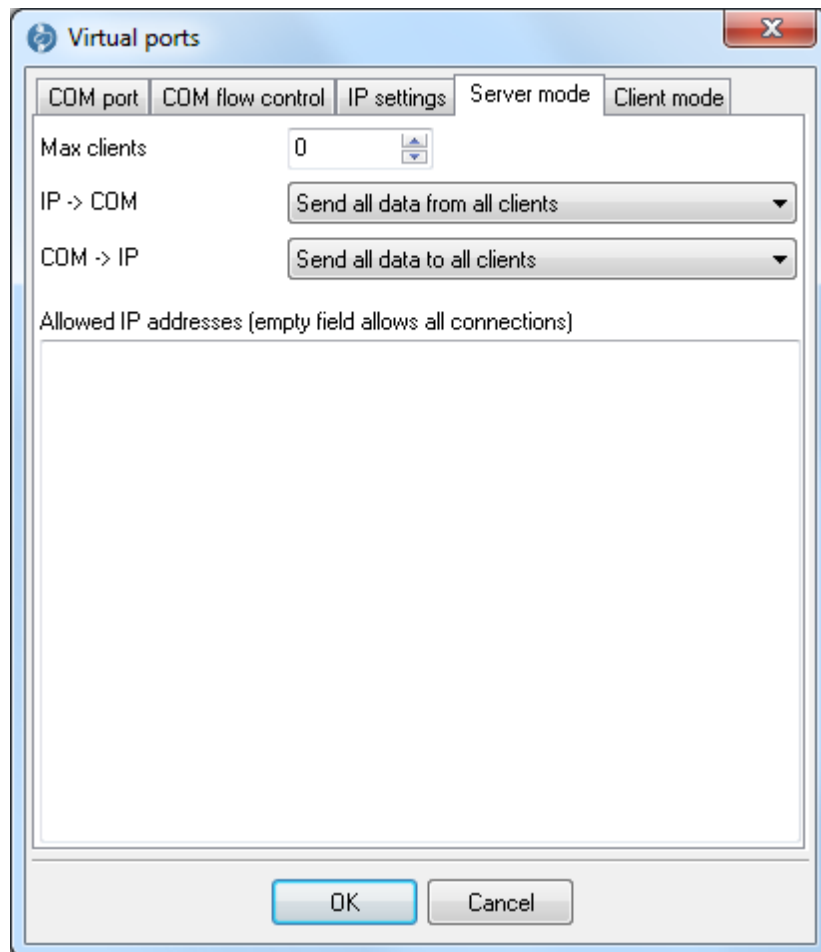 Virtual ports
COM port COM flow control IP settings Server mode Client mode
Max clients 0
IP -> COM Send all data from all clients
COM -> IP Send all data to all clients
Allowed IP addresses (empty field allows all connections)
OK Cancel